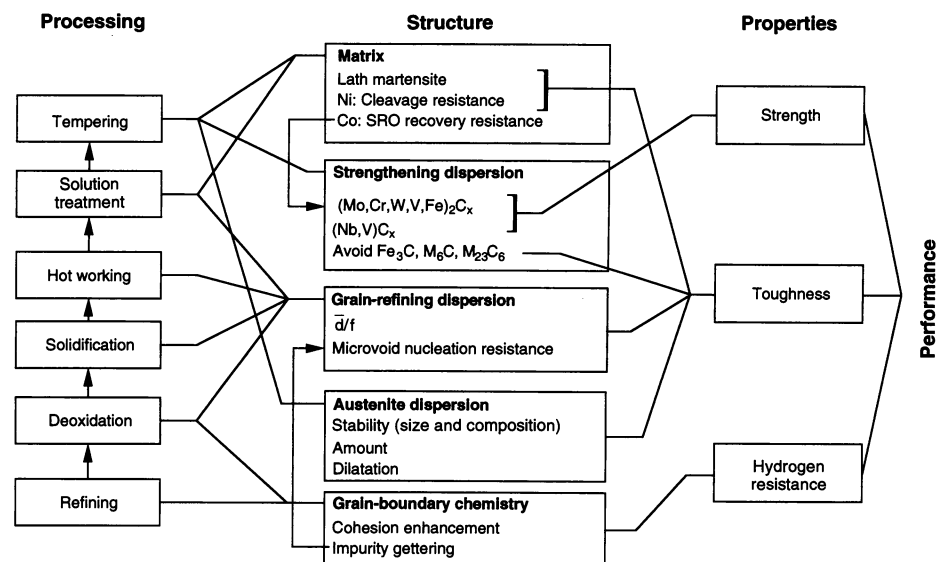 Processing
Structure
Properties
Tempering
Solution
treatment
Hot working
Solidification
Deoxidation
Refining
Matrix
Lath martensite
Ni: Cleavage resistance
Co: SRO recovery resistance
Strengthening dispersion
(Mo,Cr,W,V,Fe)₂Cₓ
(Nb,V)Cₓ
Avoid Fe₃C, M₆C, M₂₃C₆
Grain-refining dispersion
d̅/f
Microvoid nucleation resistance
Austenite dispersion
Stability (size and composition)
Amount
Dilatation
Grain-boundary chemistry
Cohesion enhancement
Impurity gettering
Strength
Toughness
Hydrogen
resistance
Performance